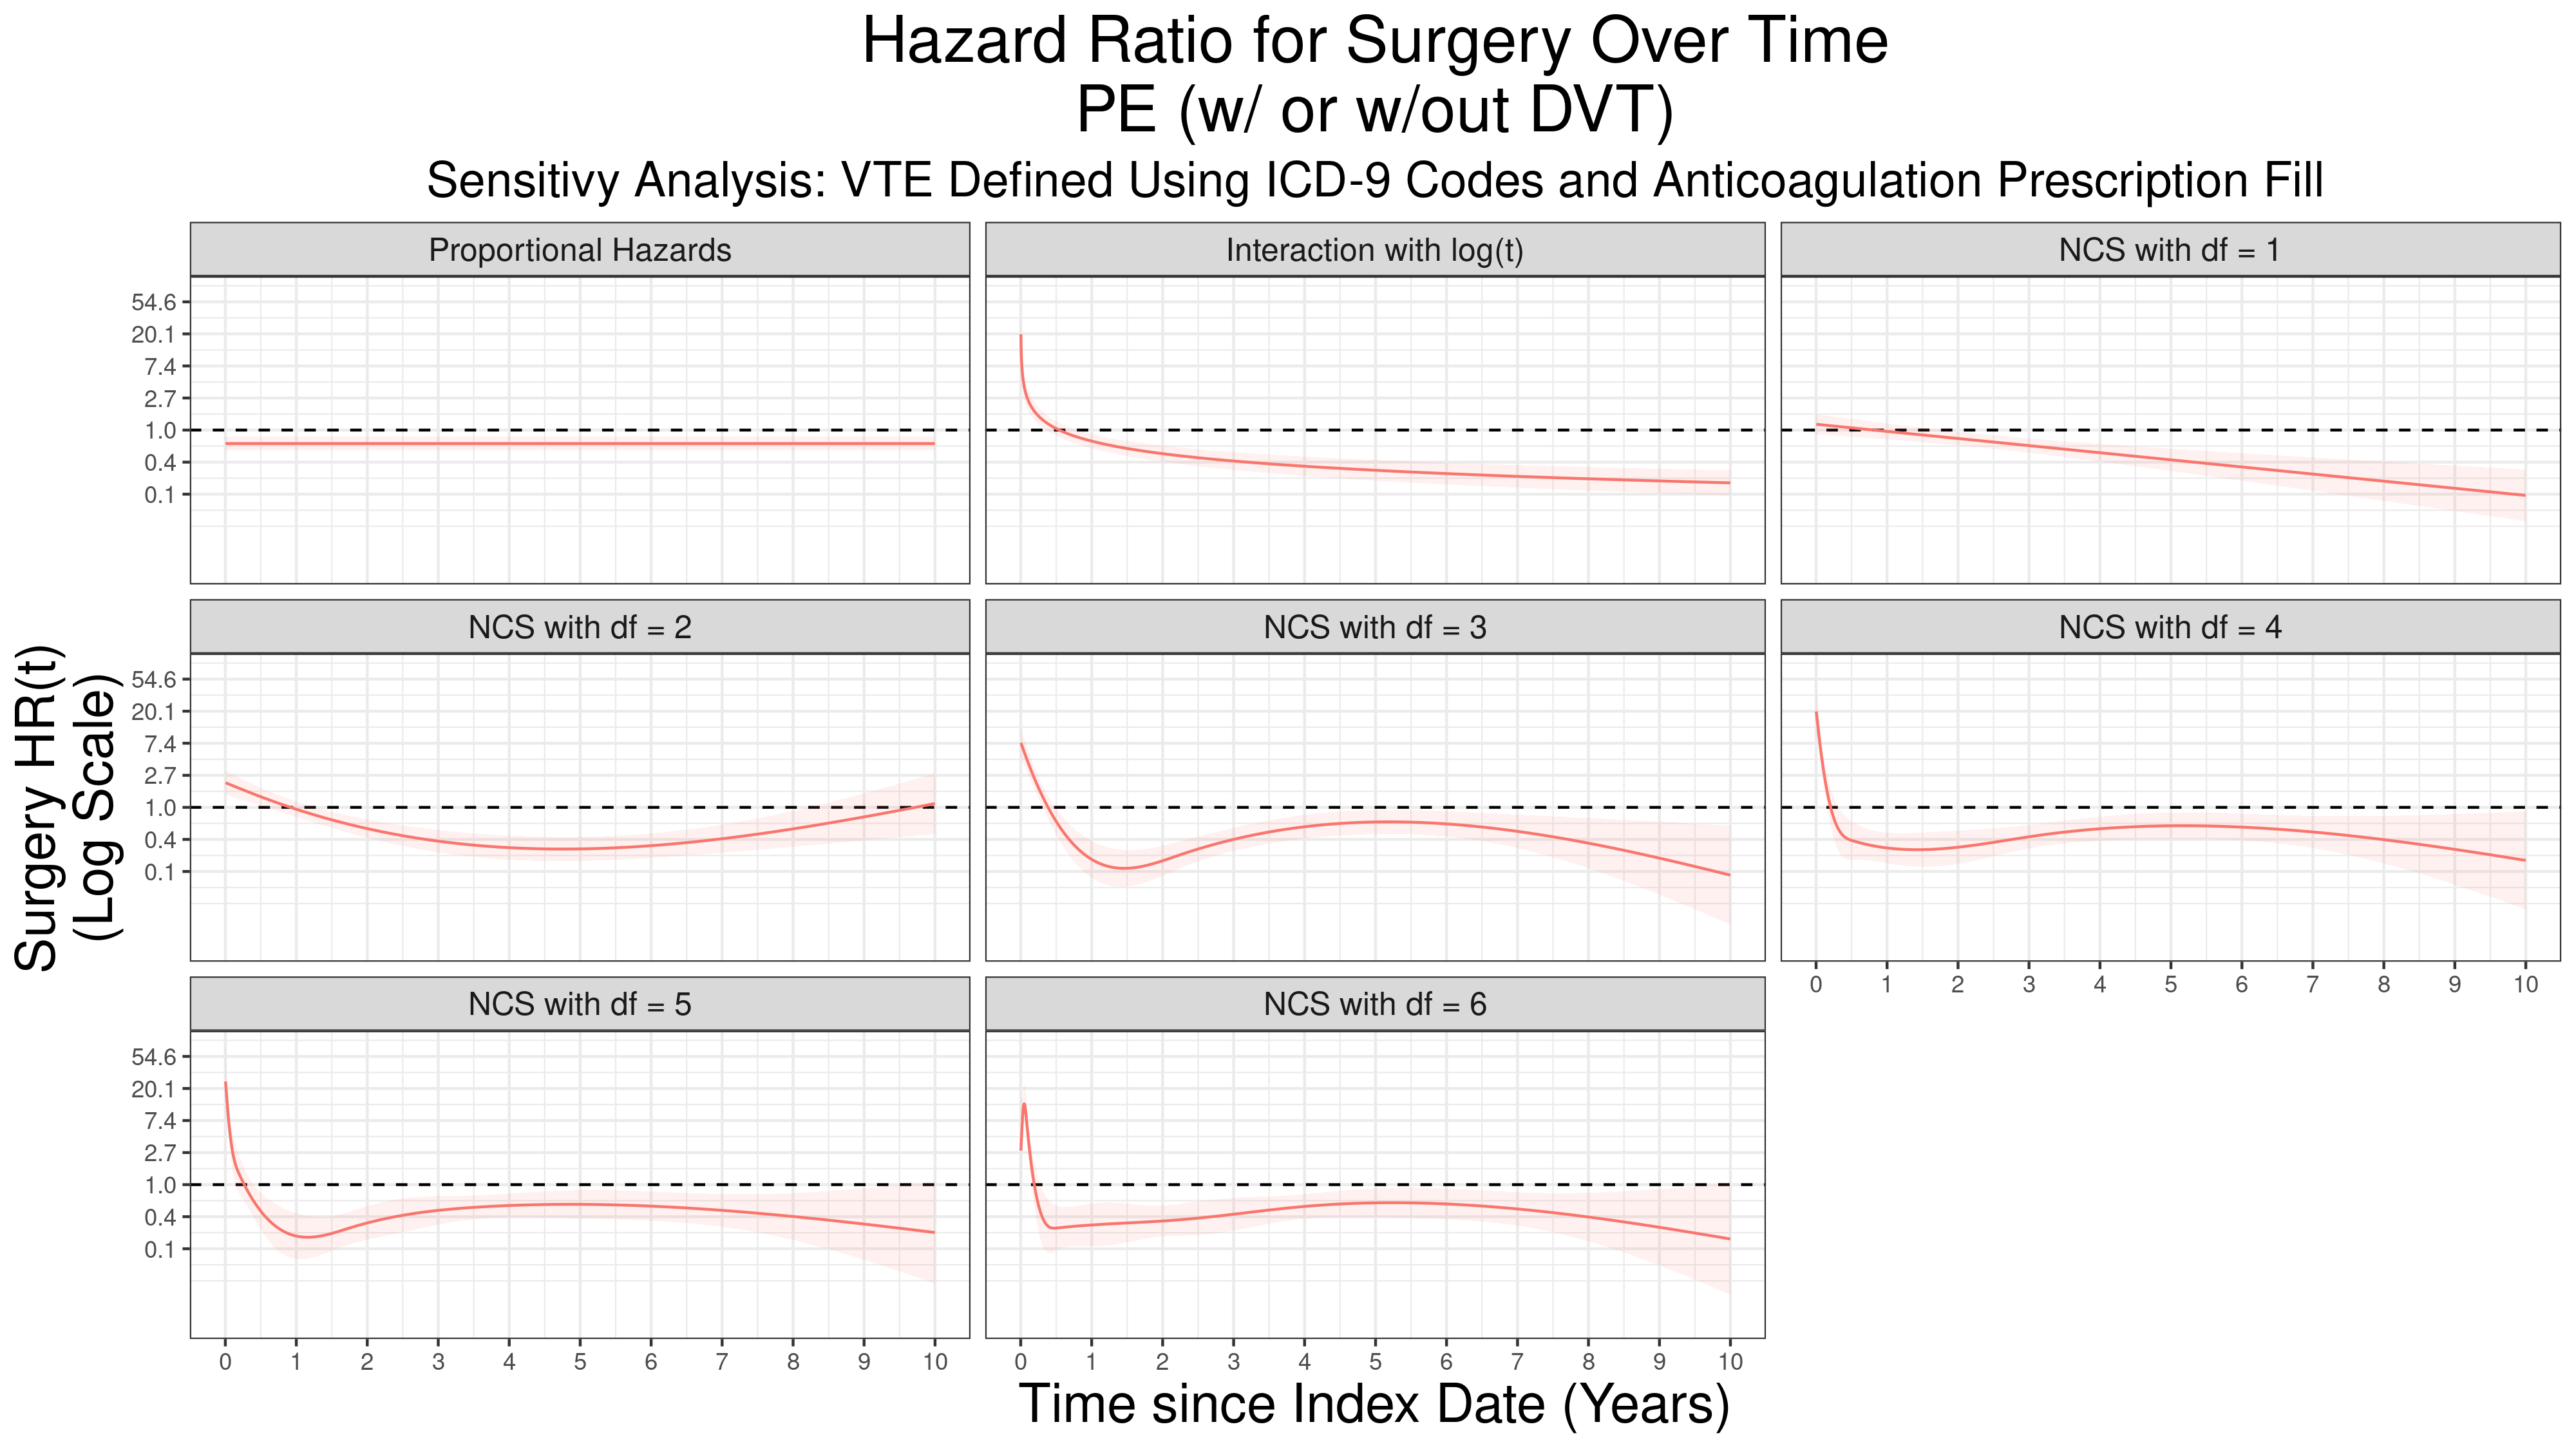 Hazard Ratio for Surgery Over Time
PE (w/ or w/out DVT)
Sensitivy Analysis: VTE Defined Using ICD-9 Codes and Anticoagulation Prescription Fill
Proportional Hazards
Interaction with log(t)
NCS with df = 1
54.6
20.1
7.4
2.7
1.0
0.4
0.1
NCS with df = 2
NCS with df = 3
NCS with df = 4
54.6
20.1
7.4
2.7
1.0
0.4
0.1
0 1 2 3 4 5 6 7 8 9 10
NCS with df = 5
NCS with df = 6
54.6
20.1
7.4
2.7
1.0
0.4
0.1
0 1 2 3 4 5 6 7 8 9 10
0 1 2 3 4 5 6 7 8 9 10
Surgery HR(t)
(Log Scale)
Time since Index Date (Years)